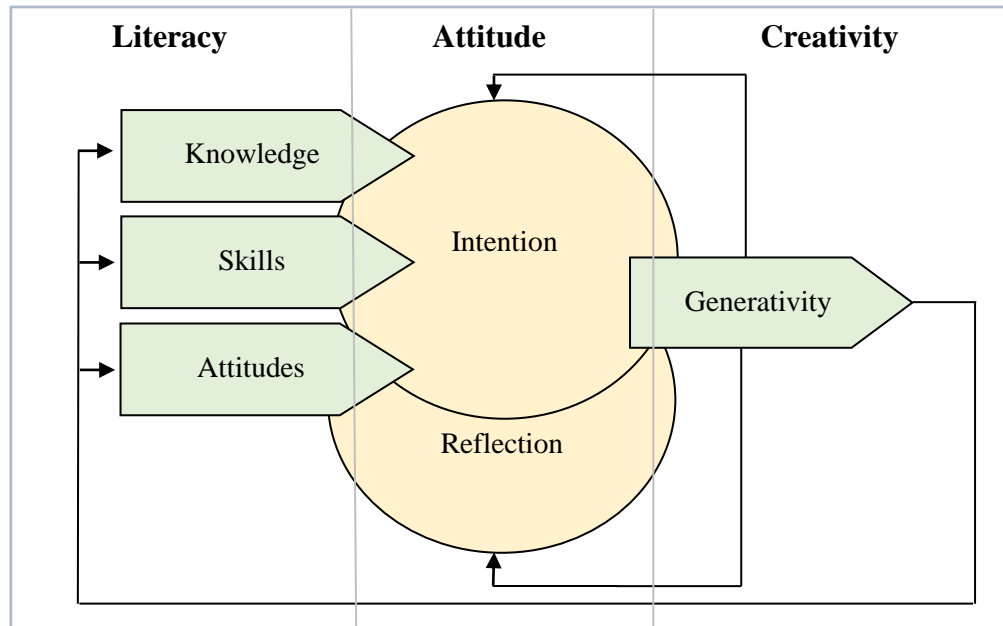 Literacy
Attitude
Creativity
Knowledge
Skills
Attitudes
Intention
Reflection
Generativity